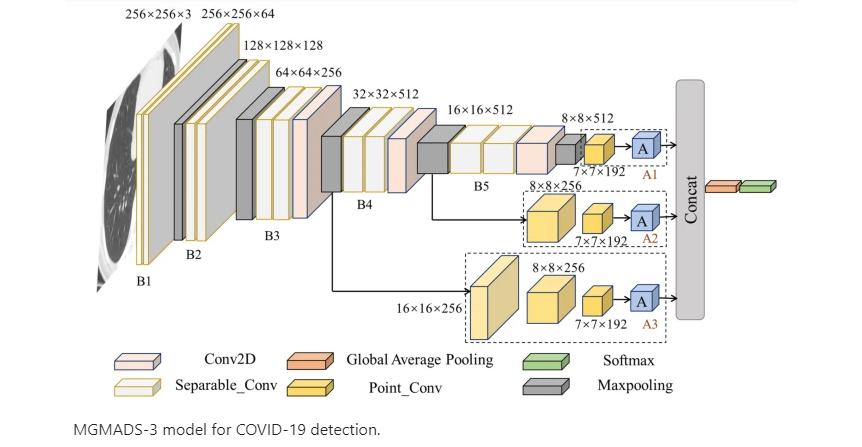 256×256×3 256×256×64
128×128×128
64×64×256
32×32×512
16×16×512
8×8×512
A
7×7×192 A1
8×8×256
A
7×7×192 A2
8×8×256
16×16×256
A
7×7×192 A3
B1
B2
B3
B4
B5
Concat
Conv2D
Global Average Pooling
Softmax
Separable_Conv
Point_Conv
Maxpooling
MGMADS-3 model for COVID-19 detection.